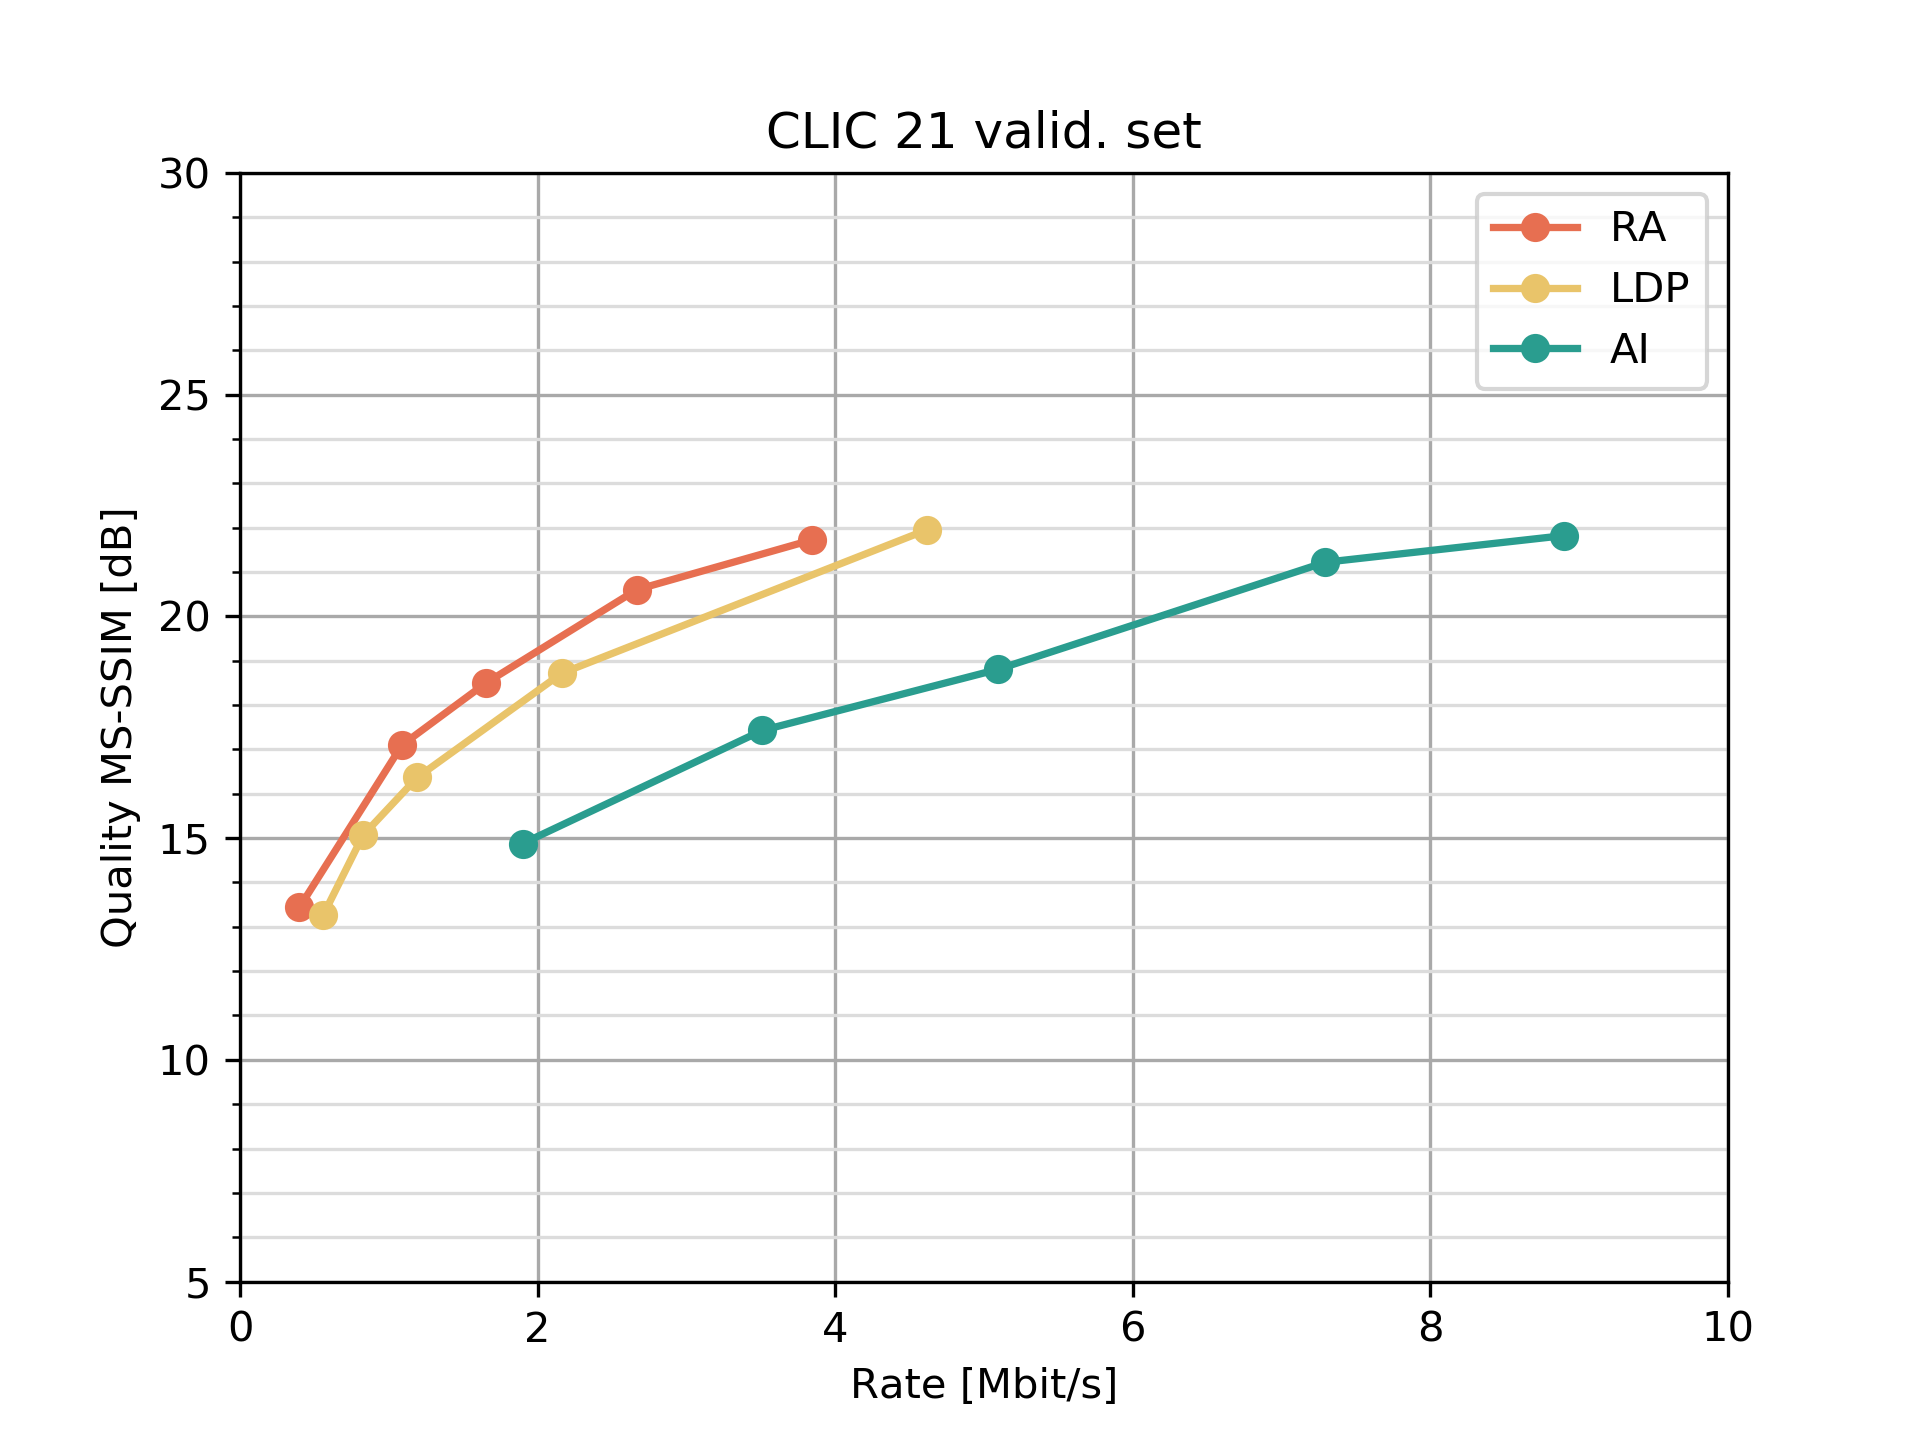 CLIC 21 valid. set
30
25
20
15
10
5
Quality MS-SSIM [dB]
RA
LDP
AI
0 2 4 6 8 10
Rate [Mbit/s]